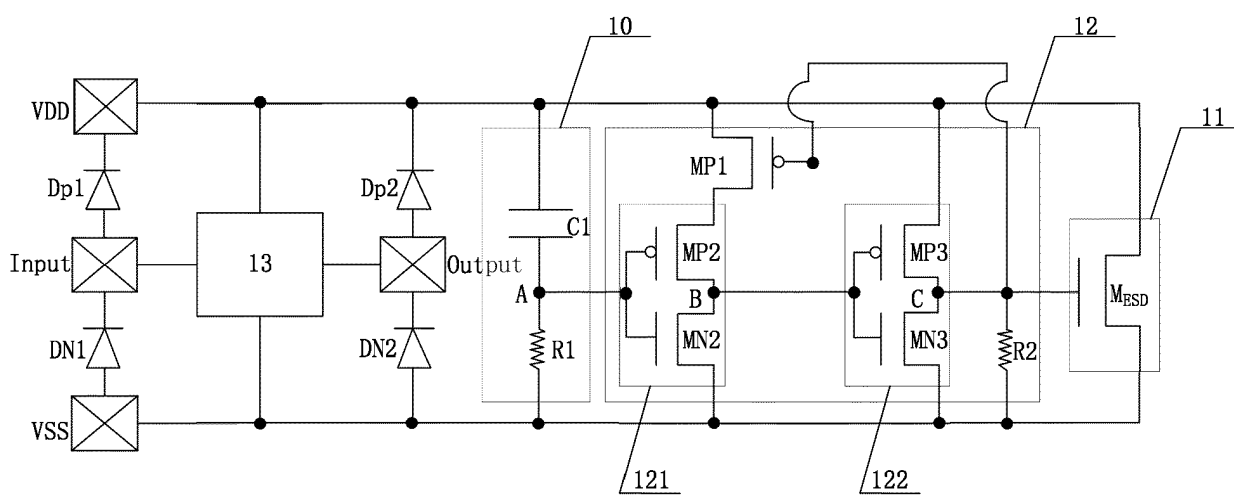 10
12
11
VDD
Dp1
Dp2
MP1
C1
Input
13
Output
MP2
MP3
A
B
C
M_ESD
DN1
DN2
R1
MN2
MN3
R2
VSS
121
122